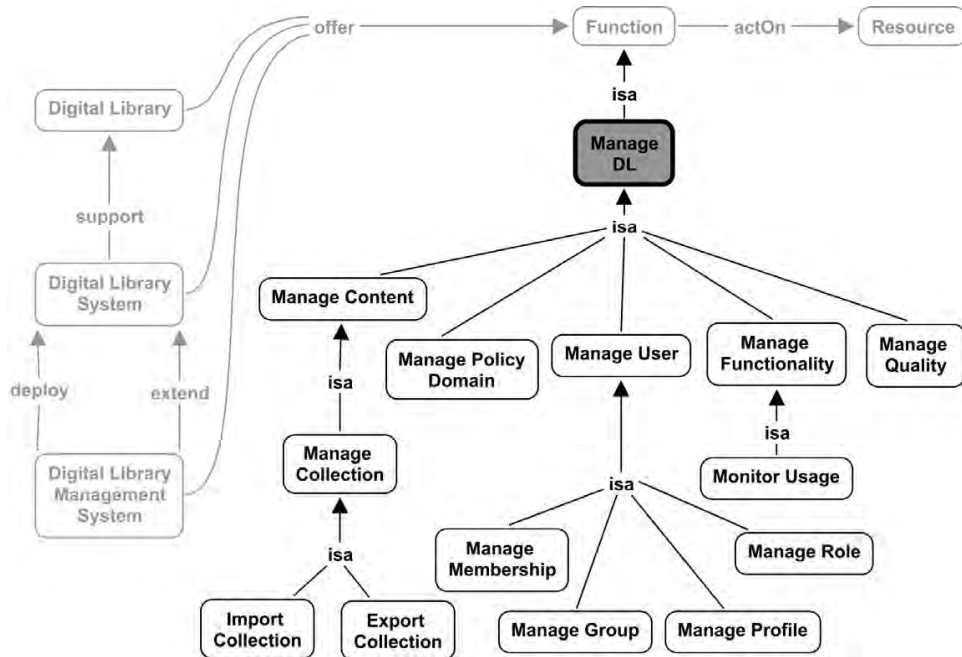 offer
Function
actOn
Resource
isa
Digital Library
Manage
DL
support
isa
Digital Library
System
Manage Content
Manage Policy
Domain
Manage User
Manage
Functionality
Manage
Quality
deploy
extend
isa
isa
Manage
Collection
Digital Library
Management
System
isa
Monitor Usage
isa
Manage
Membership
Manage Role
Import
Collection
Export
Collection
Manage Group
Manage Profile